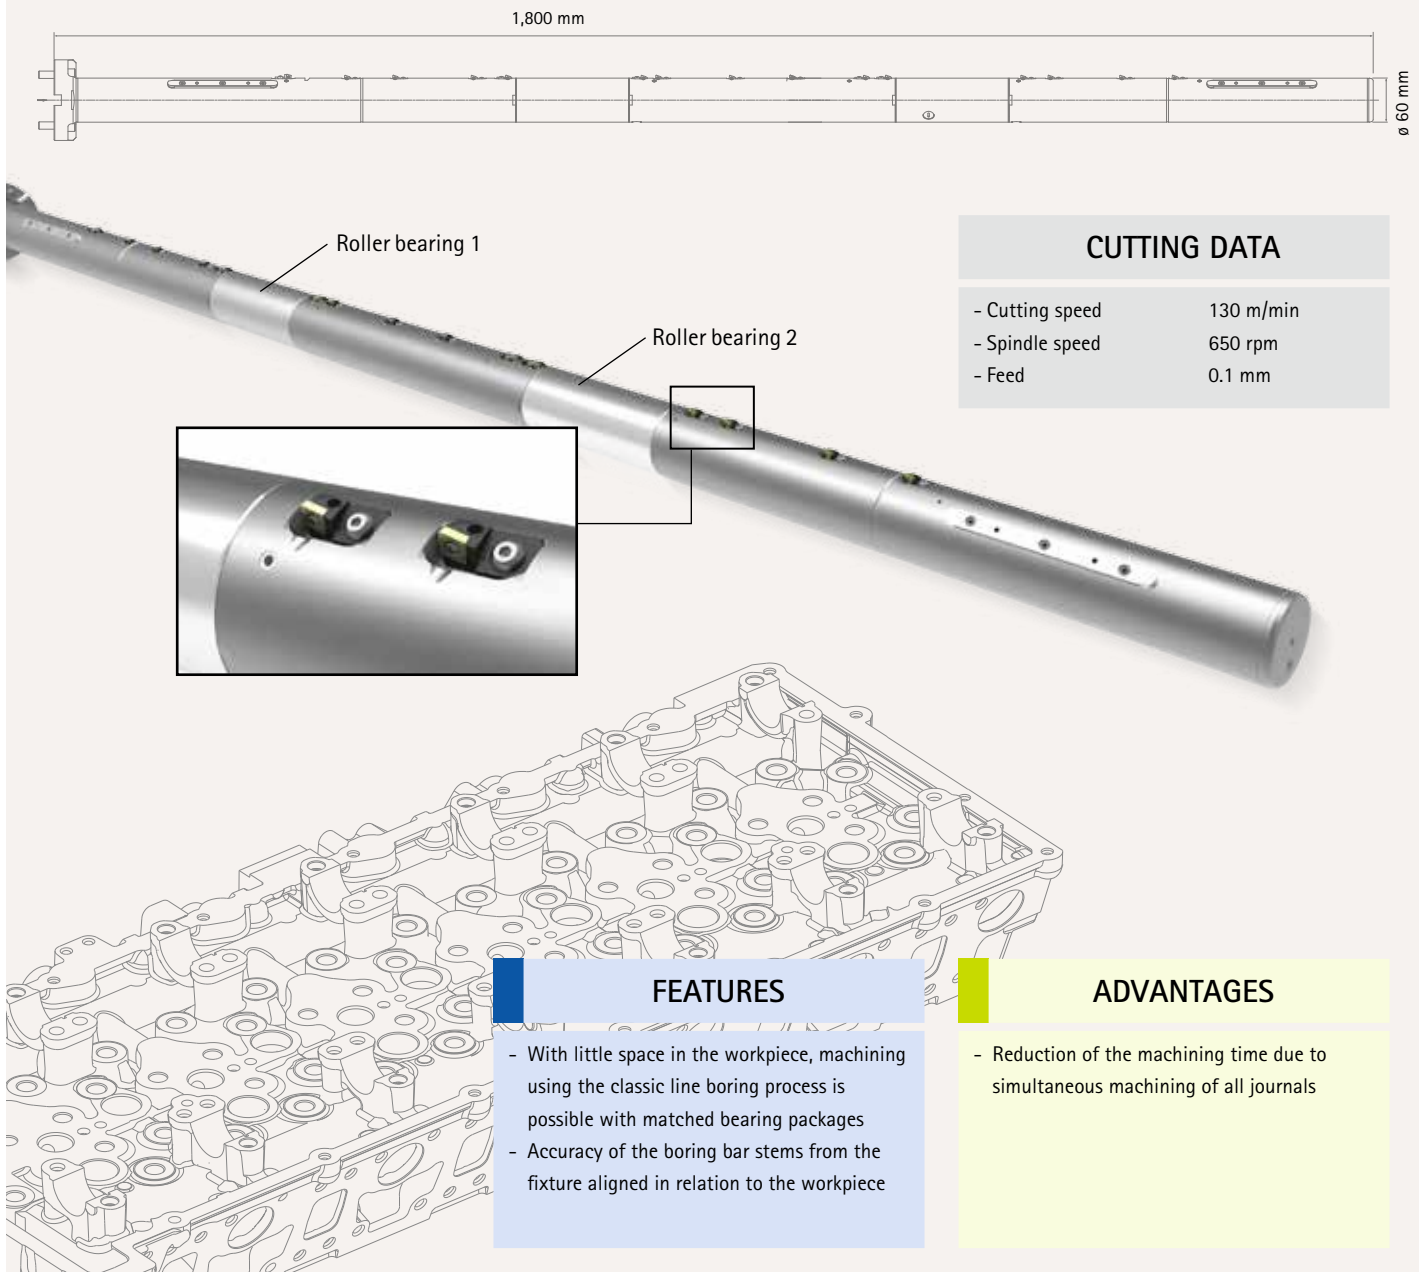 1,800 mm
ø 60 mm
Roller bearing 1
Roller bearing 2
CUTTING DATA
- Cutting speed 130 m/min
- Spindle speed 650 rpm
- Feed 0.1 mm
FEATURES
- With little space in the workpiece, machining
using the classic line boring process is
possible with matched bearing packages
- Accuracy of the boring bar stems from the
fixture aligned in relation to the workpiece
ADVANTAGES
- Reduction of the machining time due to
simultaneous machining of all journals